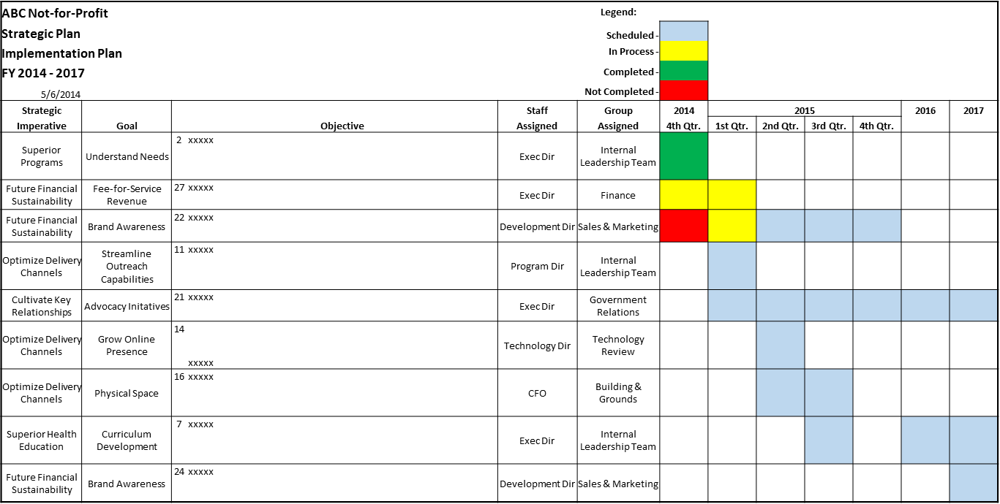 ABC Not-for-Profit
Legend:
Strategic Plan
Scheduled -
Implementation Plan
In Process -
FY 2014 - 2017
Completed -
5/6/2014
Not Completed -
Strategic Imperative Goal Objective Staff Assigned Group Assigned 2014 4th Qtr. 2015 1st Qtr. 2nd Qtr. 3rd Qtr. 4th Qtr. 2016 2017
Superior Programs Understand Needs 2 xxxxx Exec Dir Internal Leadership Team
Future Financial Sustainability Fee-for-Service Revenue 27 xxxxx Exec Dir Finance
Future Financial Sustainability Brand Awareness 22 xxxxx Development Dir Sales & Marketing
Optimize Delivery Channels Streamline Outreach Capabilities 11 xxxxx Program Dir Internal Leadership Team
Cultivate Key Relationships Advocacy Initatives 21 xxxxx Exec Dir Government Relations
Optimize Delivery Channels Grow Online Presence 14 xxxxx Technology Dir Technology Review
Optimize Delivery Channels Physical Space 16 xxxxx CFO Building & Grounds
Superior Health Education Curriculum Development 7 xxxxx Exec Dir Internal Leadership Team
Future Financial Sustainability Brand Awareness 24 xxxxx Development Dir Sales & Marketing